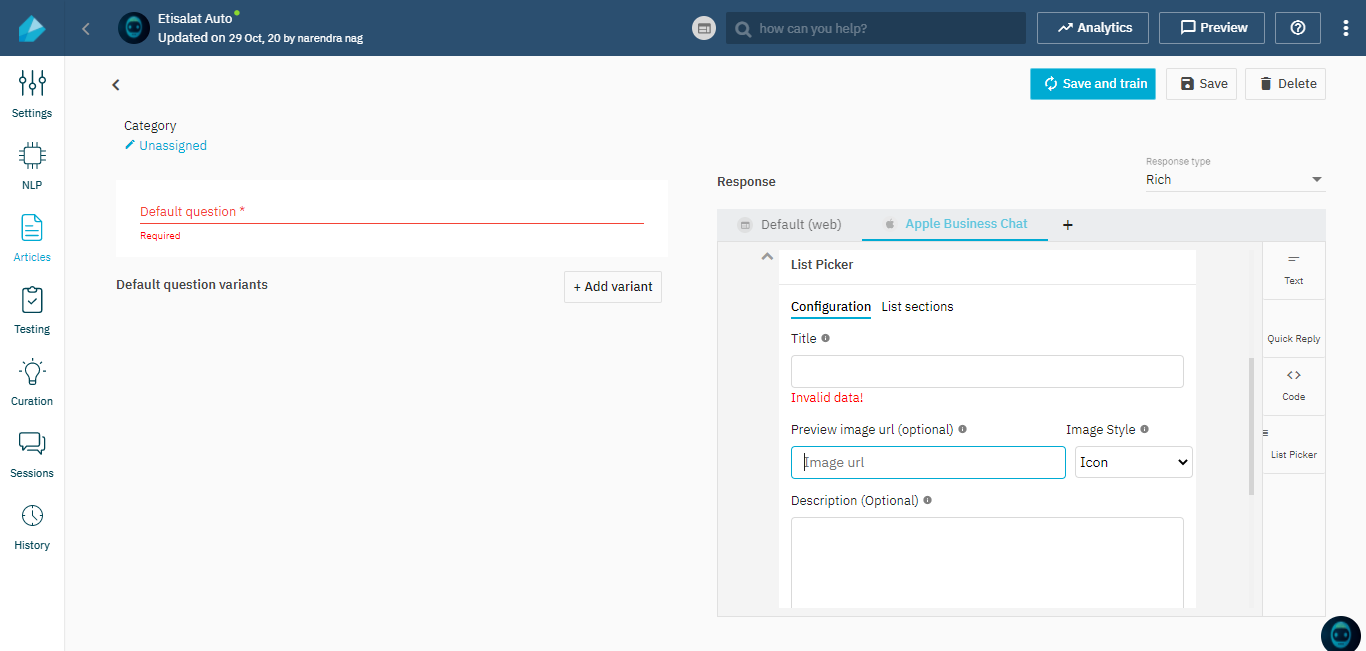 Etisalat Auto
Updated on 29 Oct, 20 by narendra nag
how can you help?
Analytics
Preview
Settings
NLP
Articles
Testing
Curation
Sessions
History
Save and train
Save
Delete
Category
Unassigned
Default question *
Required
Default question variants
+ Add variant
Response
Response type
Rich
Default (web)
Apple Business Chat
+
List Picker
Configuration
List sections
Title
Invalid data!
Preview image url (optional)
Image Style
Image url
Icon
Description (Optional)
Text
Quick Reply
Code
List Picker